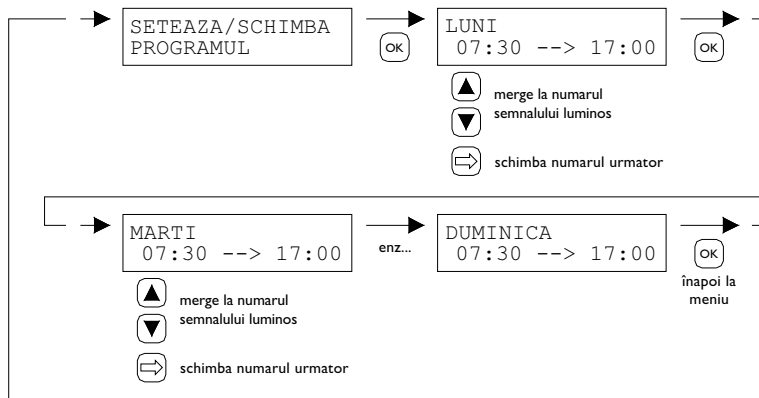 SETEAZA/SCHIMBA
PROGRAMUL
OK
LUNI
07:30 --> 17:00
OK
merge la numarul
semnalului luminos
schimba numarul urmator
MARTI
07:30 --> 17:00
enz...
DUMINICA
07:30 --> 17:00
OK
înapoi la
meniu
merge la numarul
semnalului luminos
schimba numarul urmator